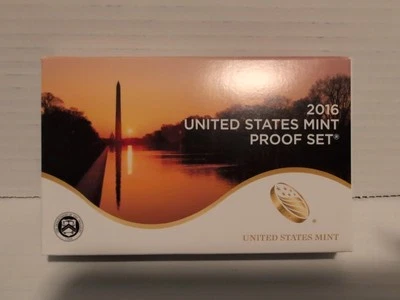 2016
UNITED STATES MINT
PROOF SET®
UNITED STATES MINT